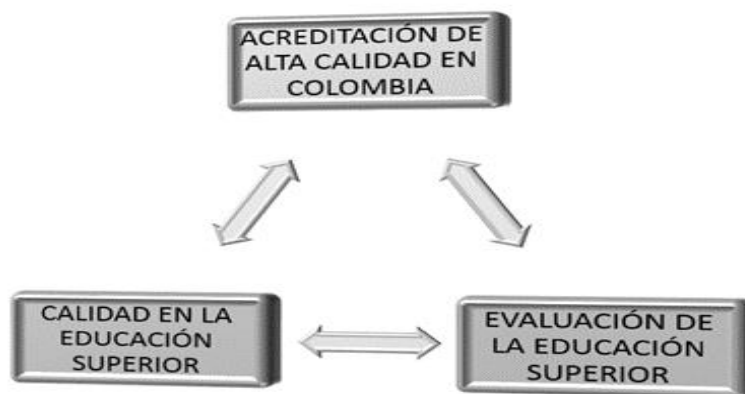 ACREDITACIÓN DE
ALTA CALIDAD EN
COLOMBIA
CALIDAD EN LA
EDUCACIÓN
SUPERIOR
EVALUACIÓN DE
LA EDUCACIÓN
SUPERIOR